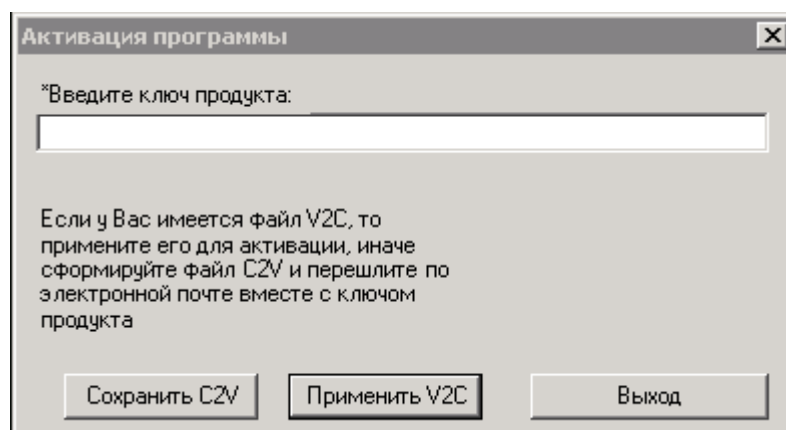 Активация программы
*Введите ключ продукта:
Если у Вас имеется файл V2C, то
примените его для активации, иначе
сформируйте файл C2V и перешлите по
электронной почте вместе с ключом
продукта
Сохранить C2V Применить V2C Выход